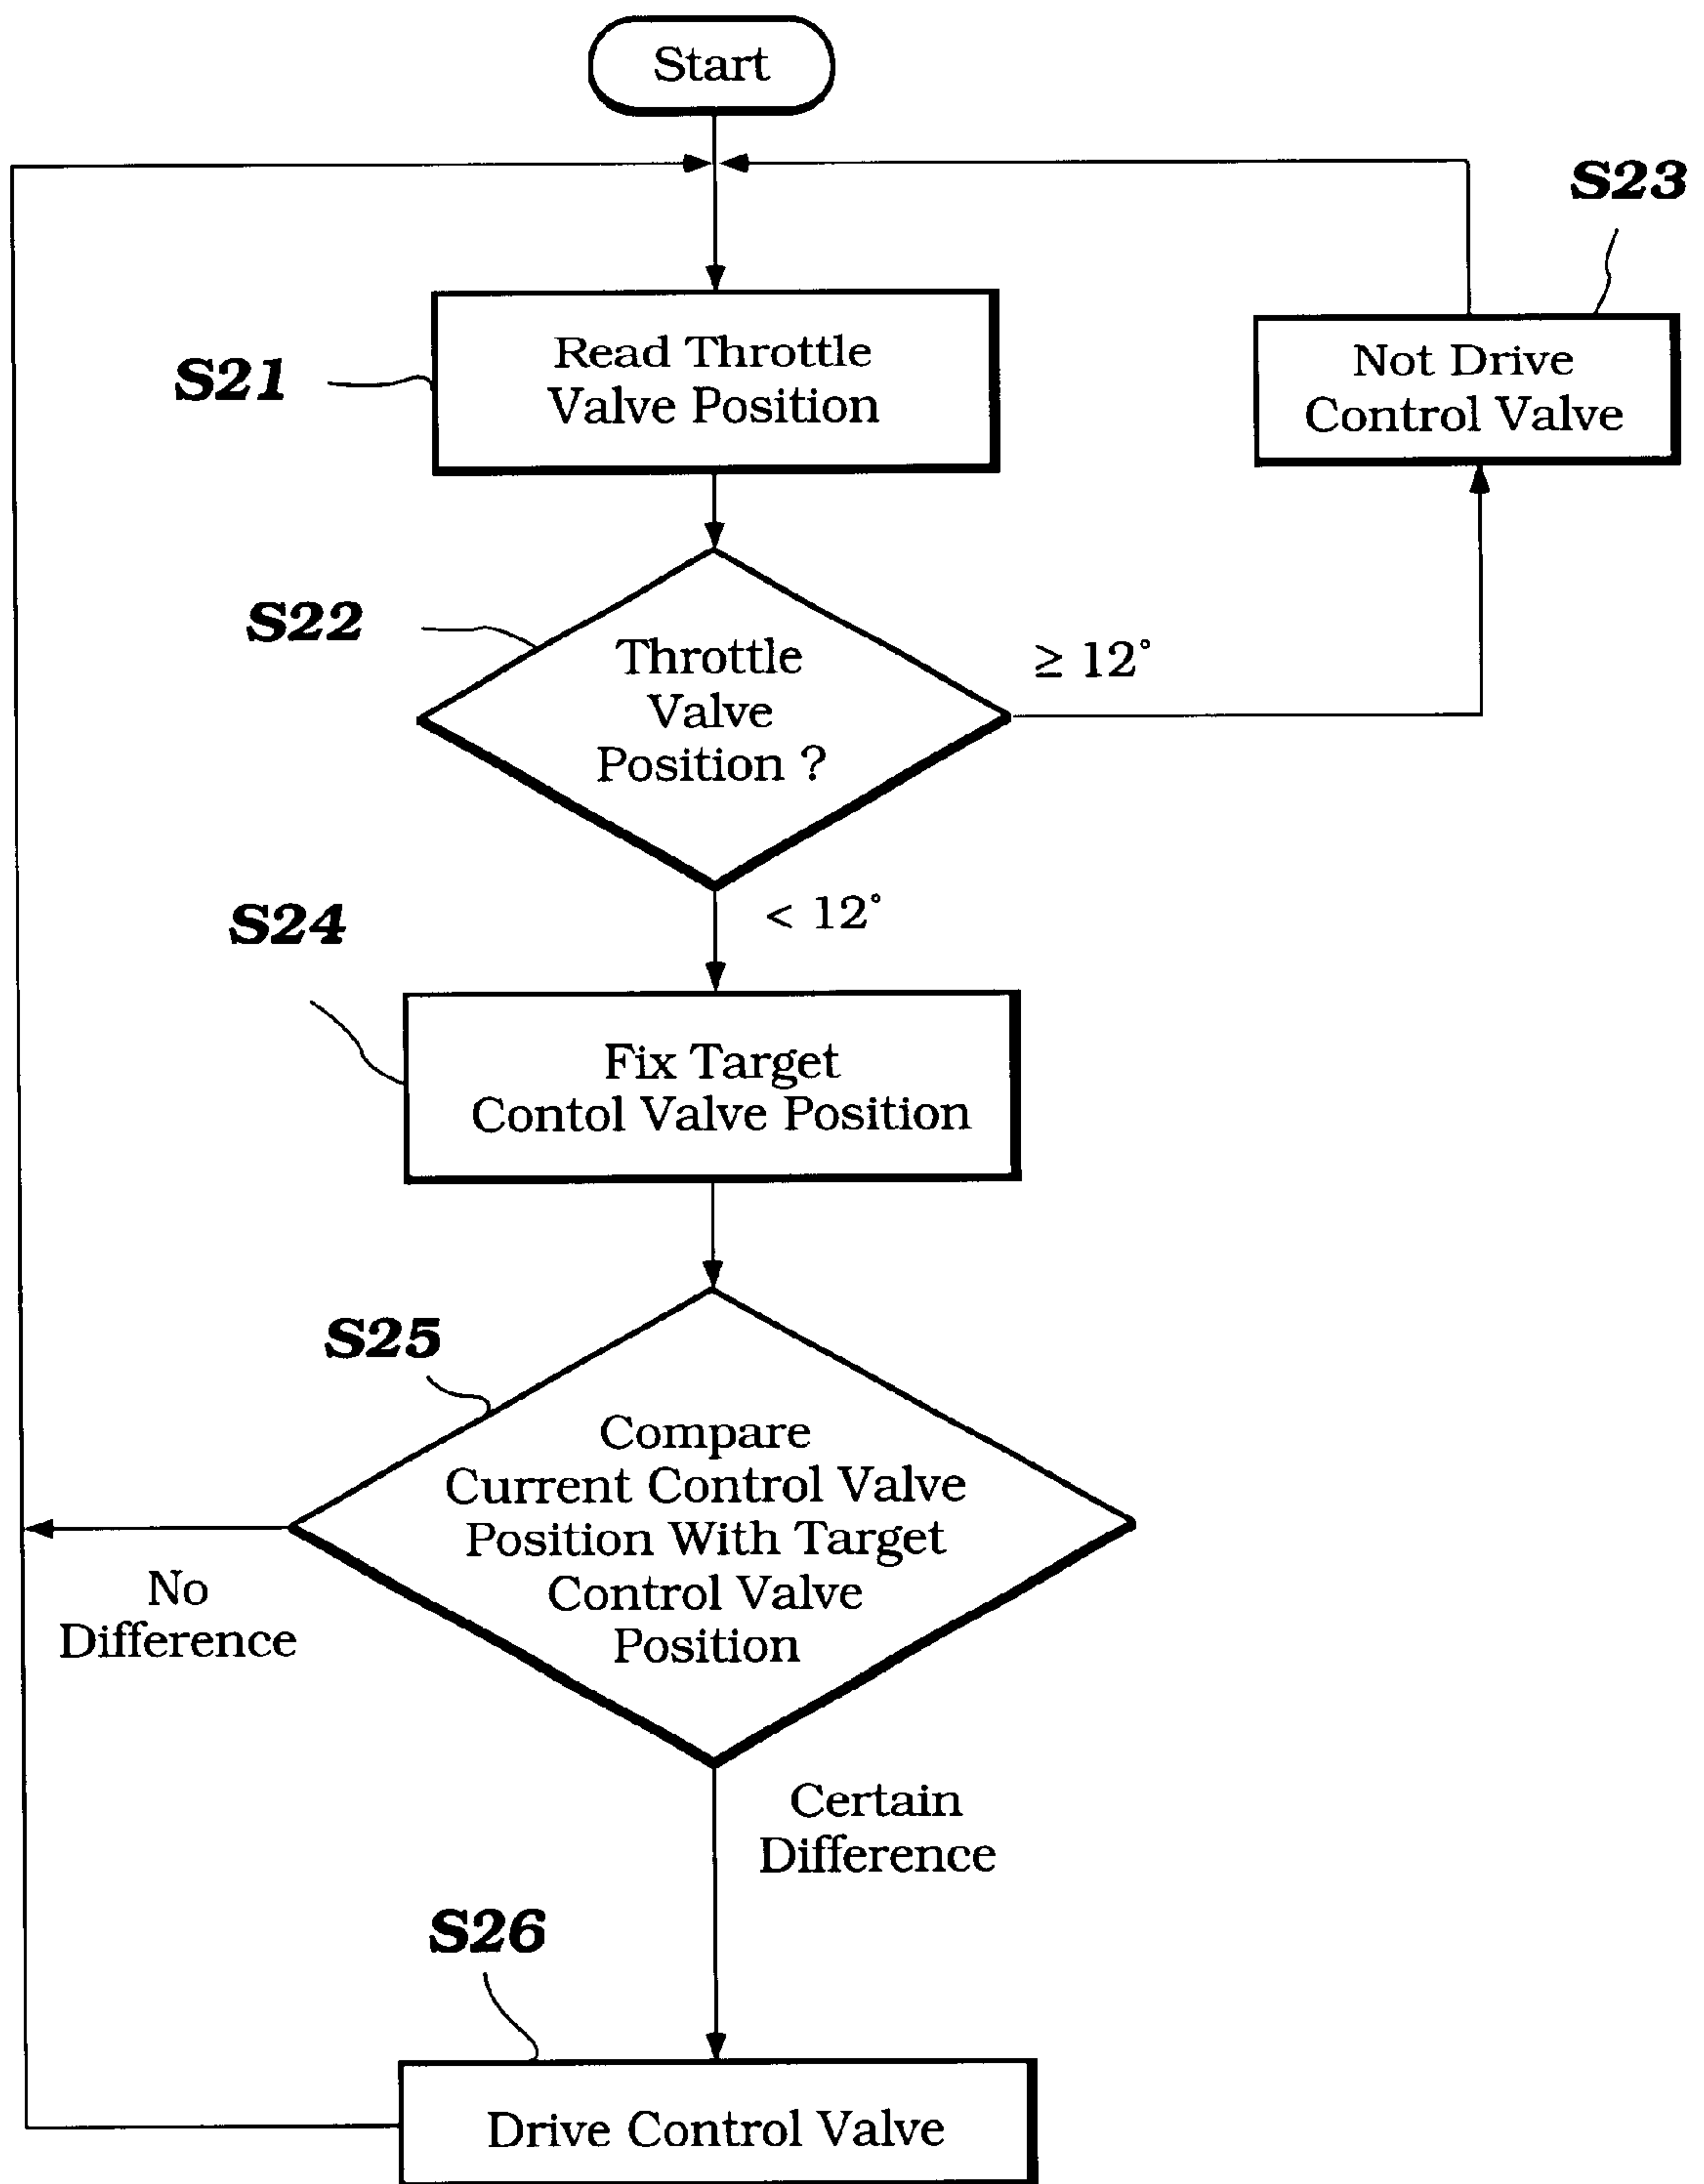 Start
S23
Read Throttle
Valve Position
S21
Not Drive
Control Valve
S22
Throttle
Valve
Position ?
≥ 12°
< 12°
S24
Fix Target
Contol Valve Position
S25
Compare
Current Control Valve
Position With Target
Control Valve
Position
No
Difference
Certain
Difference
S26
Drive Control Valve